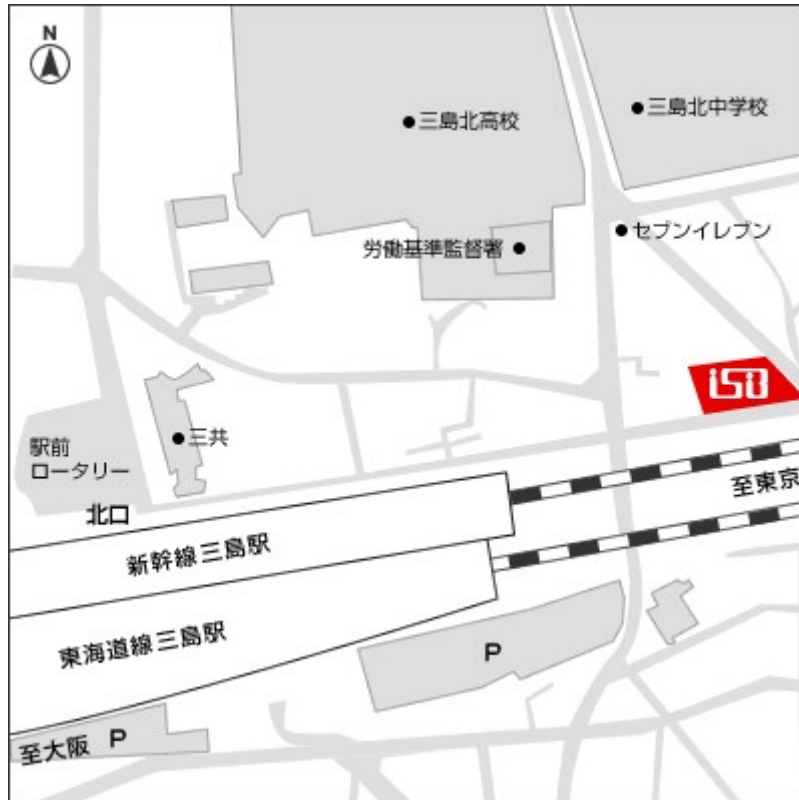 N
三島北高校
三島北中学校
労働基準監督署
セブンイレブン
iSB
三共
駅前
ロータリー
北口
至東京
新幹線三島駅
東海道線三島駅
P
至大阪 P